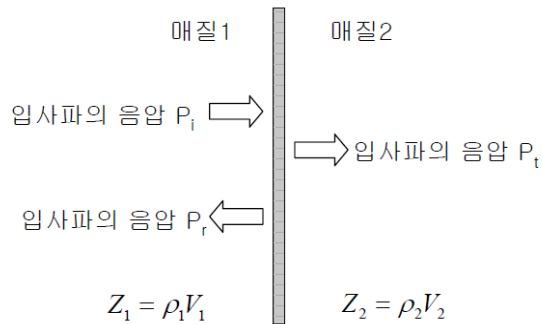 매질1 매질2
입사파의 음압 Pᵢ
입사파의 음압 Pₜ
입사파의 음압 Pᵣ
Z₁ = ρ₁V₁ Z₂ = ρ₂V₂